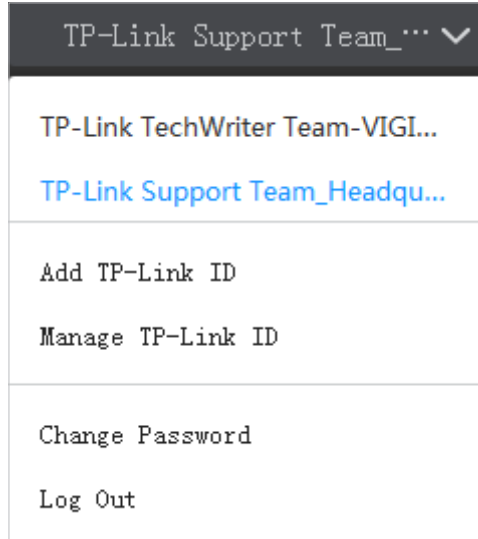 TP-Link Support Team_...
TP-Link TechWriter Team-VIGI...
TP-Link Support Team_Headqu...
Add TP-Link ID
Manage TP-Link ID
Change Password
Log Out